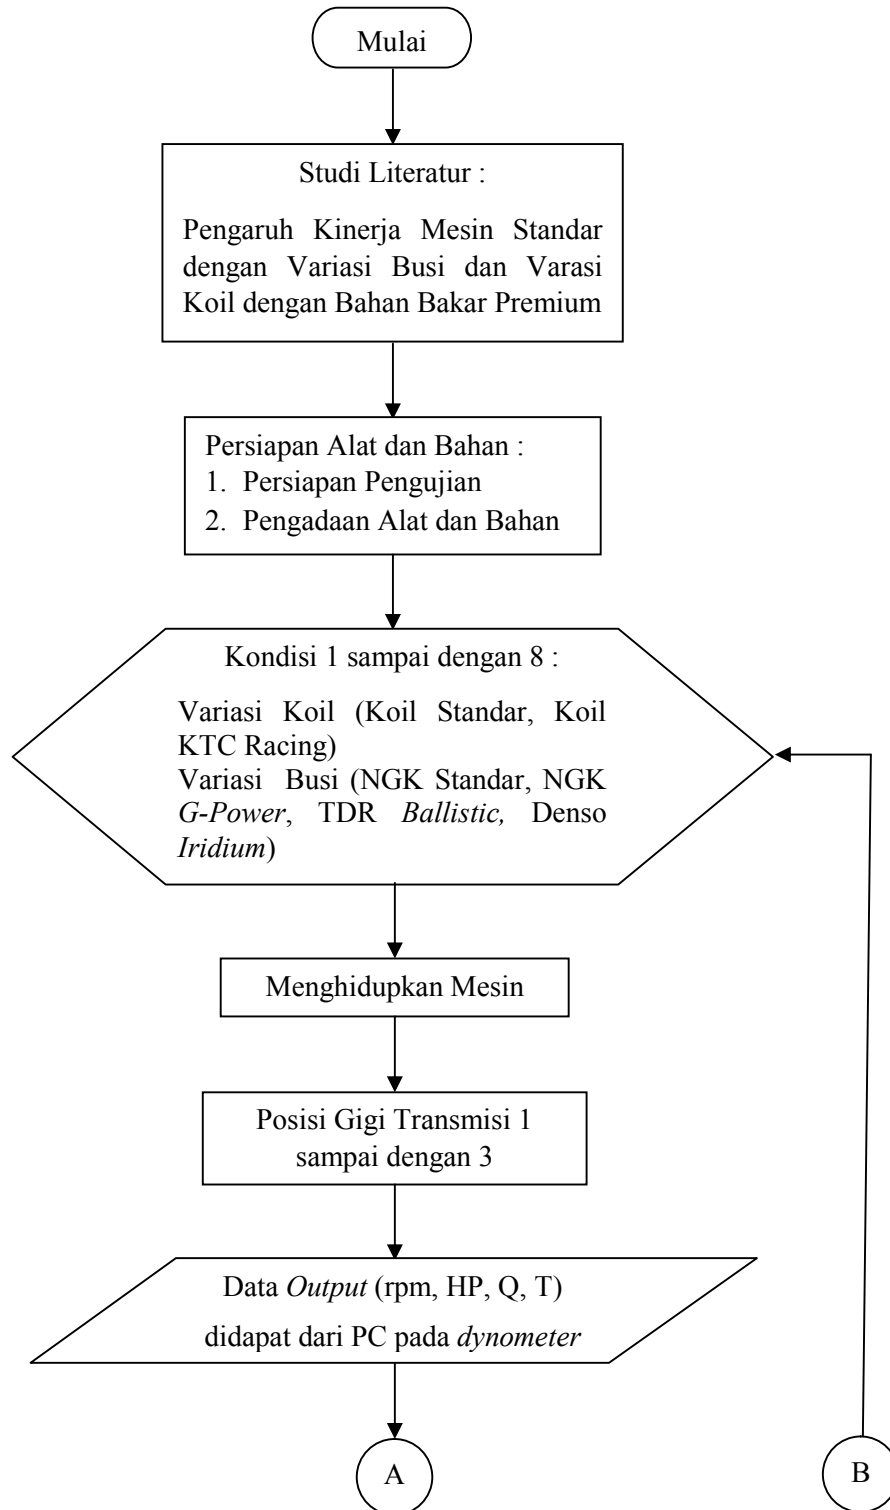 Mulai
Studi Literatur :
Pengaruh Kinerja Mesin Standar
dengan Variasi Busi dan Varasi
Koil dengan Bahan Bakar Premium
Persiapan Alat dan Bahan :
1. Persiapan Pengujian
2. Pengadaan Alat dan Bahan
Kondisi 1 sampai dengan 8 :
Variasi Koil (Koil Standar, Koil
KTC Racing)
Variasi Busi (NGK Standar, NGK
G-Power, TDR Ballistic, Denso
Iridium)
Menghidupkan Mesin
Posisi Gigi Transmisi 1
sampai dengan 3
Data Output (rpm, HP, Q, T)
didapat dari PC pada dynometer
A
B